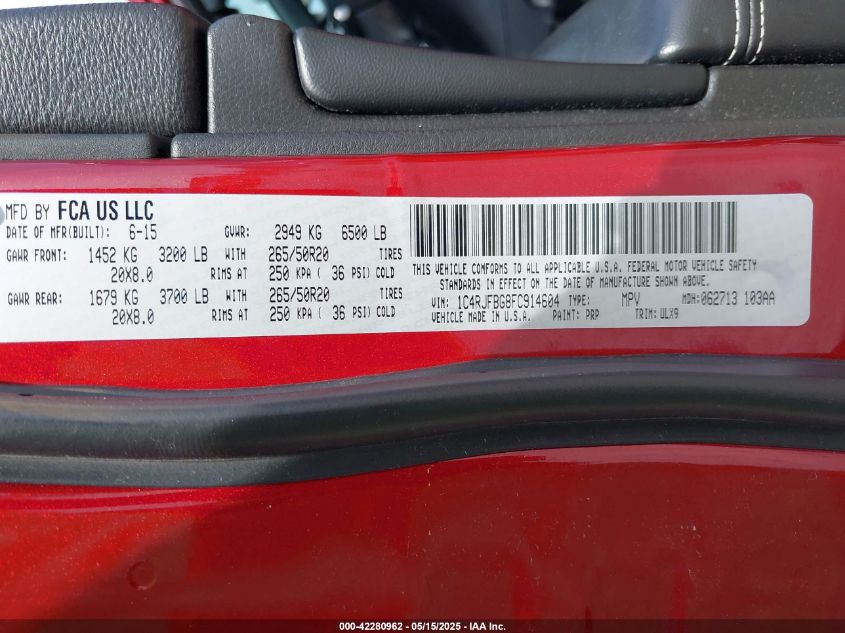 MFD BY FCA US LLC
DATE OF MFR(BUILT): 6-15 GVWR: 2949 KG 6500 LB
GAWR FRONT: 1452 KG 3200 LB WITH 265/50R20 TIRES
20X8.0 RIMS AT 250 KPA ( 36 PSI) COLD
GAWR REAR: 1679 KG 3700 LB WITH 265/50R20 TIRES
20X8.0 RIMS AT 250 KPA ( 36 PSI) COLD
THIS VEHICLE CONFORMS TO ALL APPLICABLE U.S.A. FEDERAL MOTOR VEHICLE SAFETY
STANDARDS IN EFFECT ON THE DATE OF MANUFACTURE SHOWN ABOVE.
VIN: 1C4RJFBG8FC914604 TYPE: MPV MDH: 062713 103AA
VEHICLE MADE IN U.S.A. PAINT: PRP TRIM: ULX9
000-42280962 - 05/15/2025 - IAA Inc.